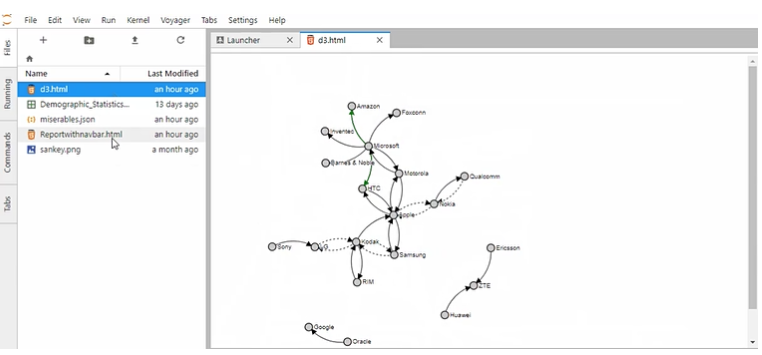 File Edit View Run Kernel Voyager Tabs Settings Help
Files
Running
Commands
Tabs
Name Last Modified
d3.html an hour ago
Demographic_Statistics... 13 days ago
miserables.json an hour ago
Reportwithnavbar.html an hour ago
sankey.png a month ago
Launcher d3.html
Amazon
Foxconn
Inventec
Microsoft
Barnes & Noble
Motorola
Qualcomm
HTC
Nokia
Apple
Sony
LG
Kodak
Samsung
Ericsson
RIM
ZTE
Huawei
Google
Oracle